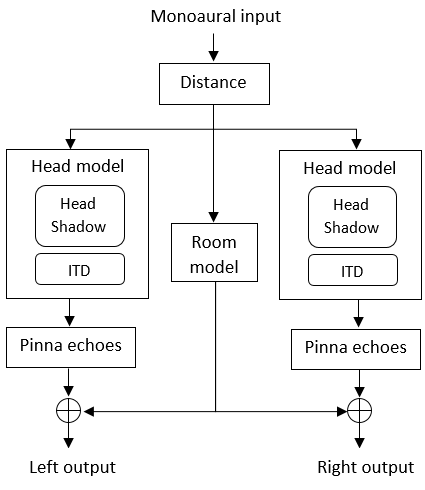 Monoaural input
Distance
Head model
Head
Shadow
ITD
Room
model
Head model
Head
Shadow
ITD
Pinna echoes
Pinna echoes
Left output
Right output